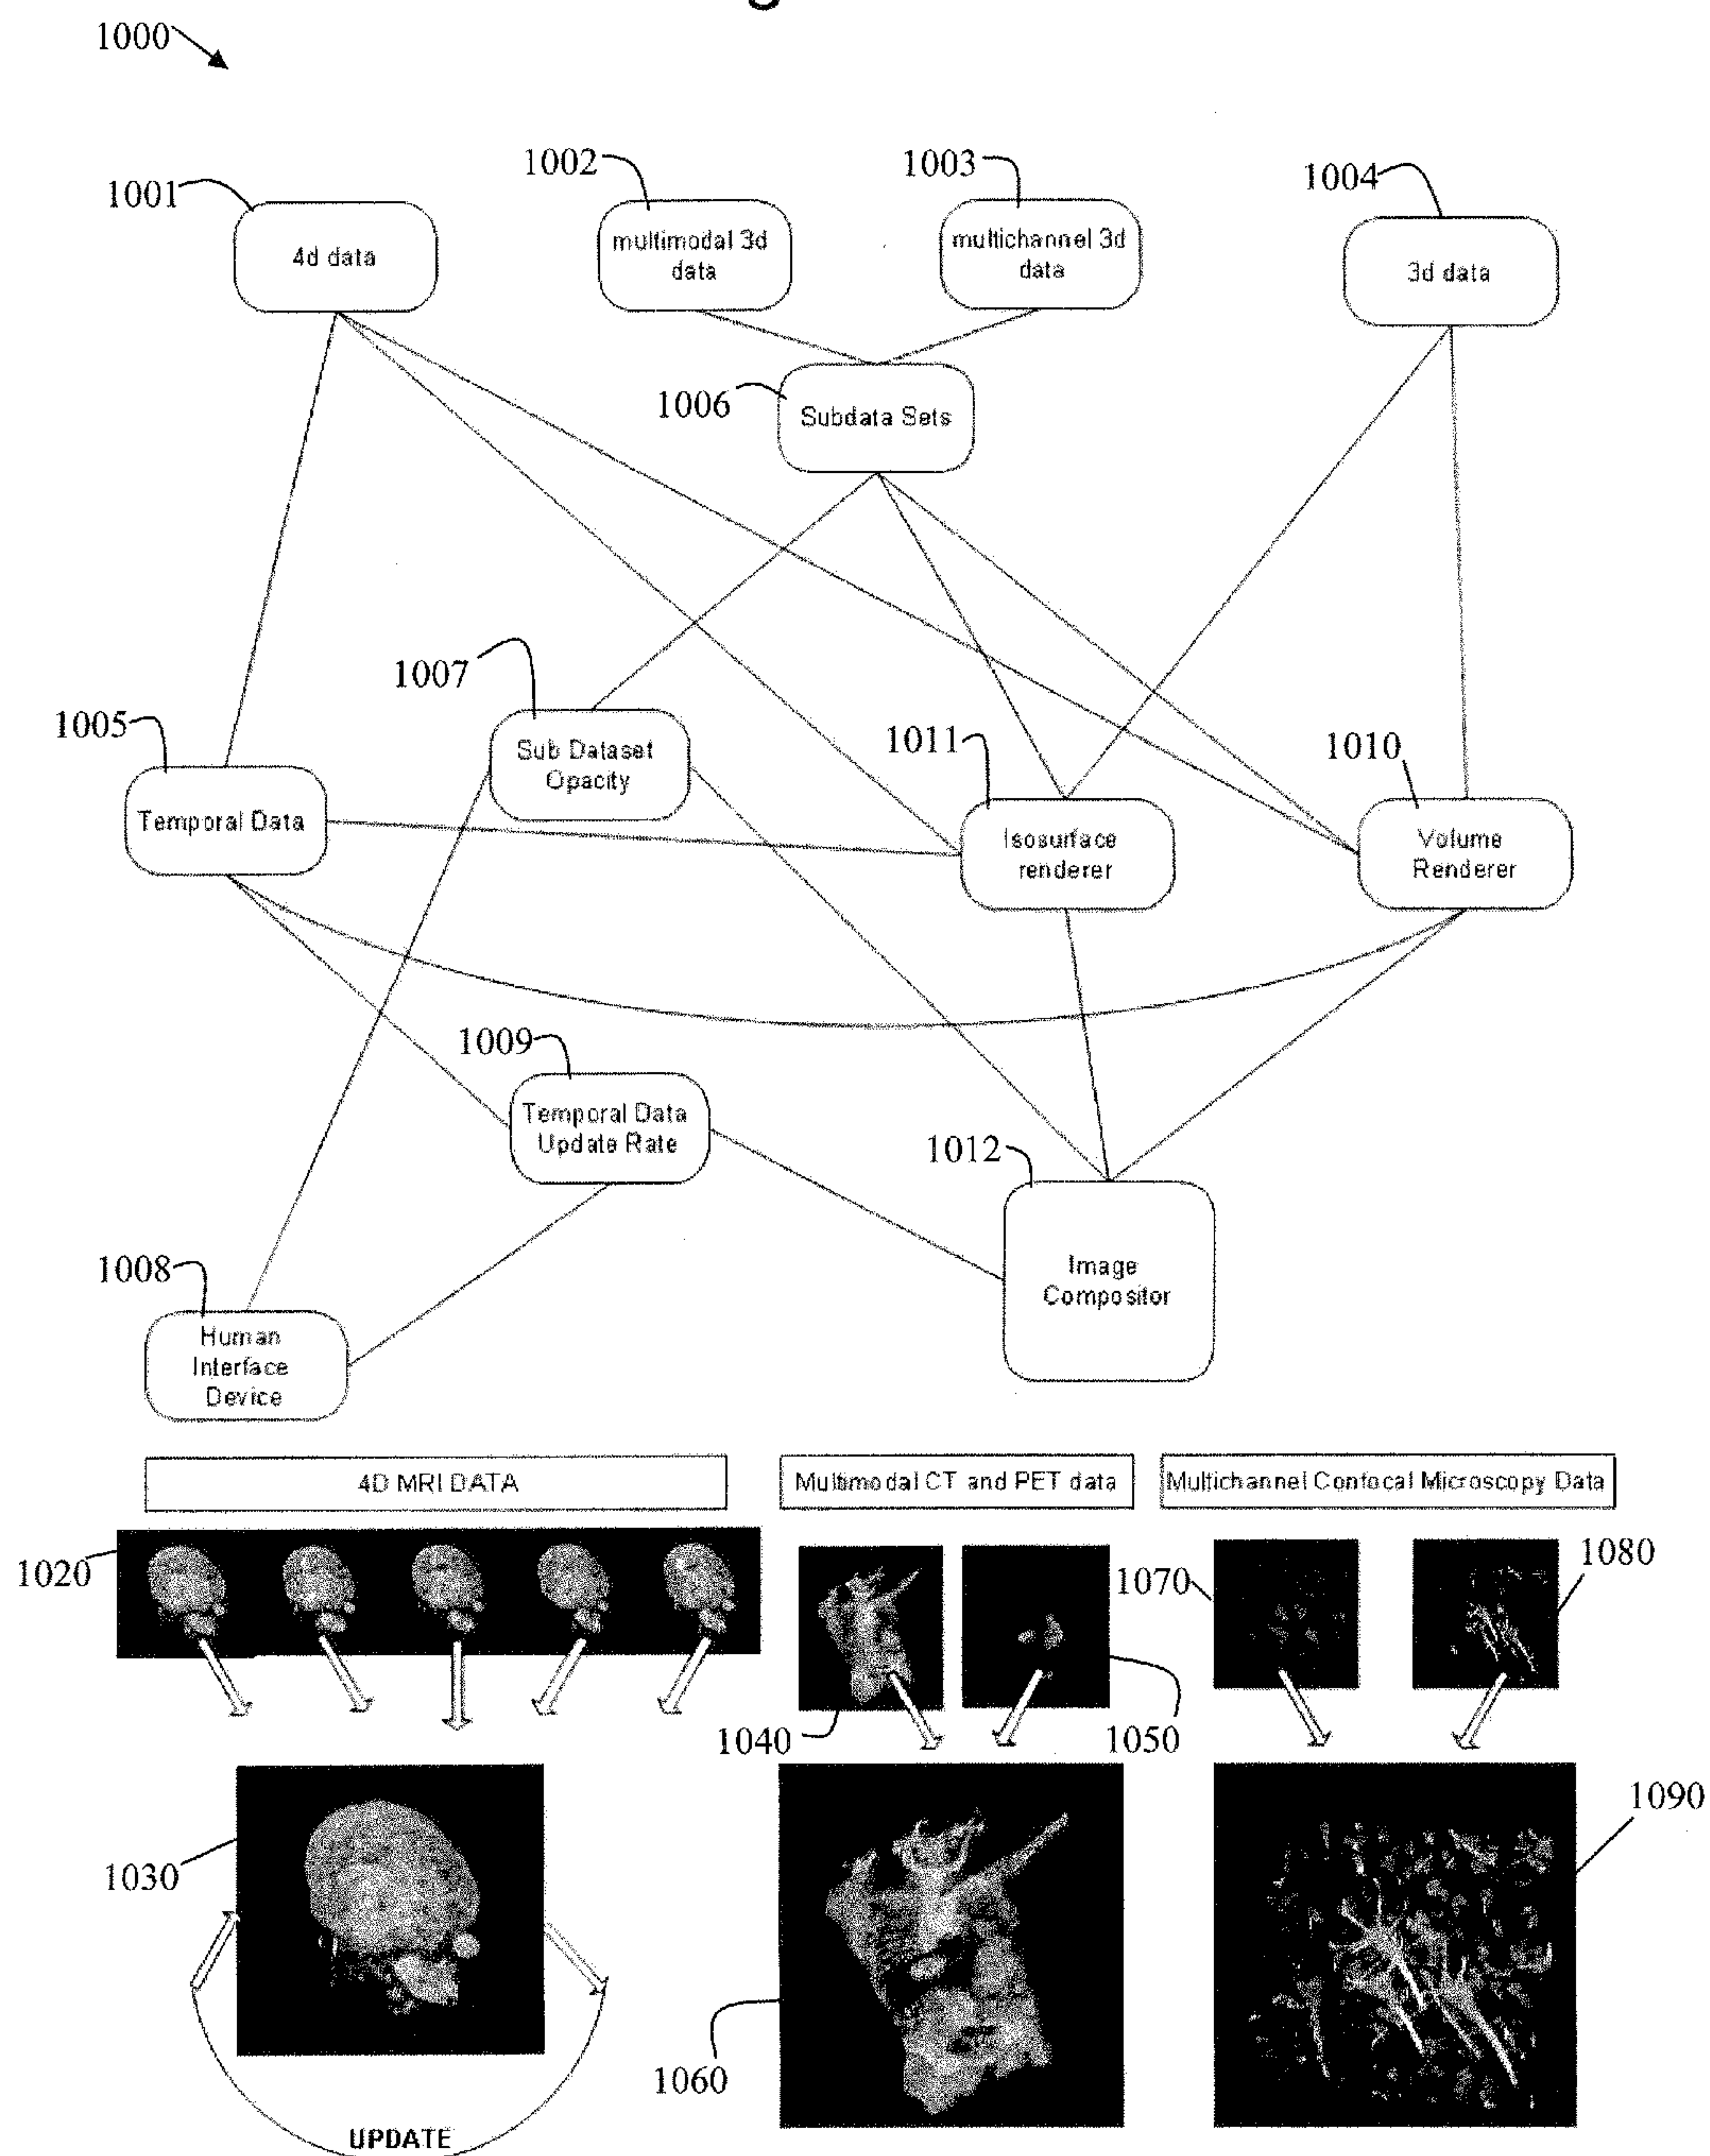 1000
1001
1002
1003
1004
4d data
multimodal 3d
data
multichannel 3d
data
3d data
1006
Subdata Sets
1005
1007
1011
1010
Temporal Data
Sub Dataset
Opacity
Isosurface
renderer
Volume
Renderer
1009
Temporal Data
Update Rate
1012
Image
Compositor
1008
Human
Interface
Device
4D MRI DATA
Multimodal CT and PET data
Multichannel Confocal Microscopy Data
1020
1070
1080
1040
1050
1030
1090
1060
UPDATE